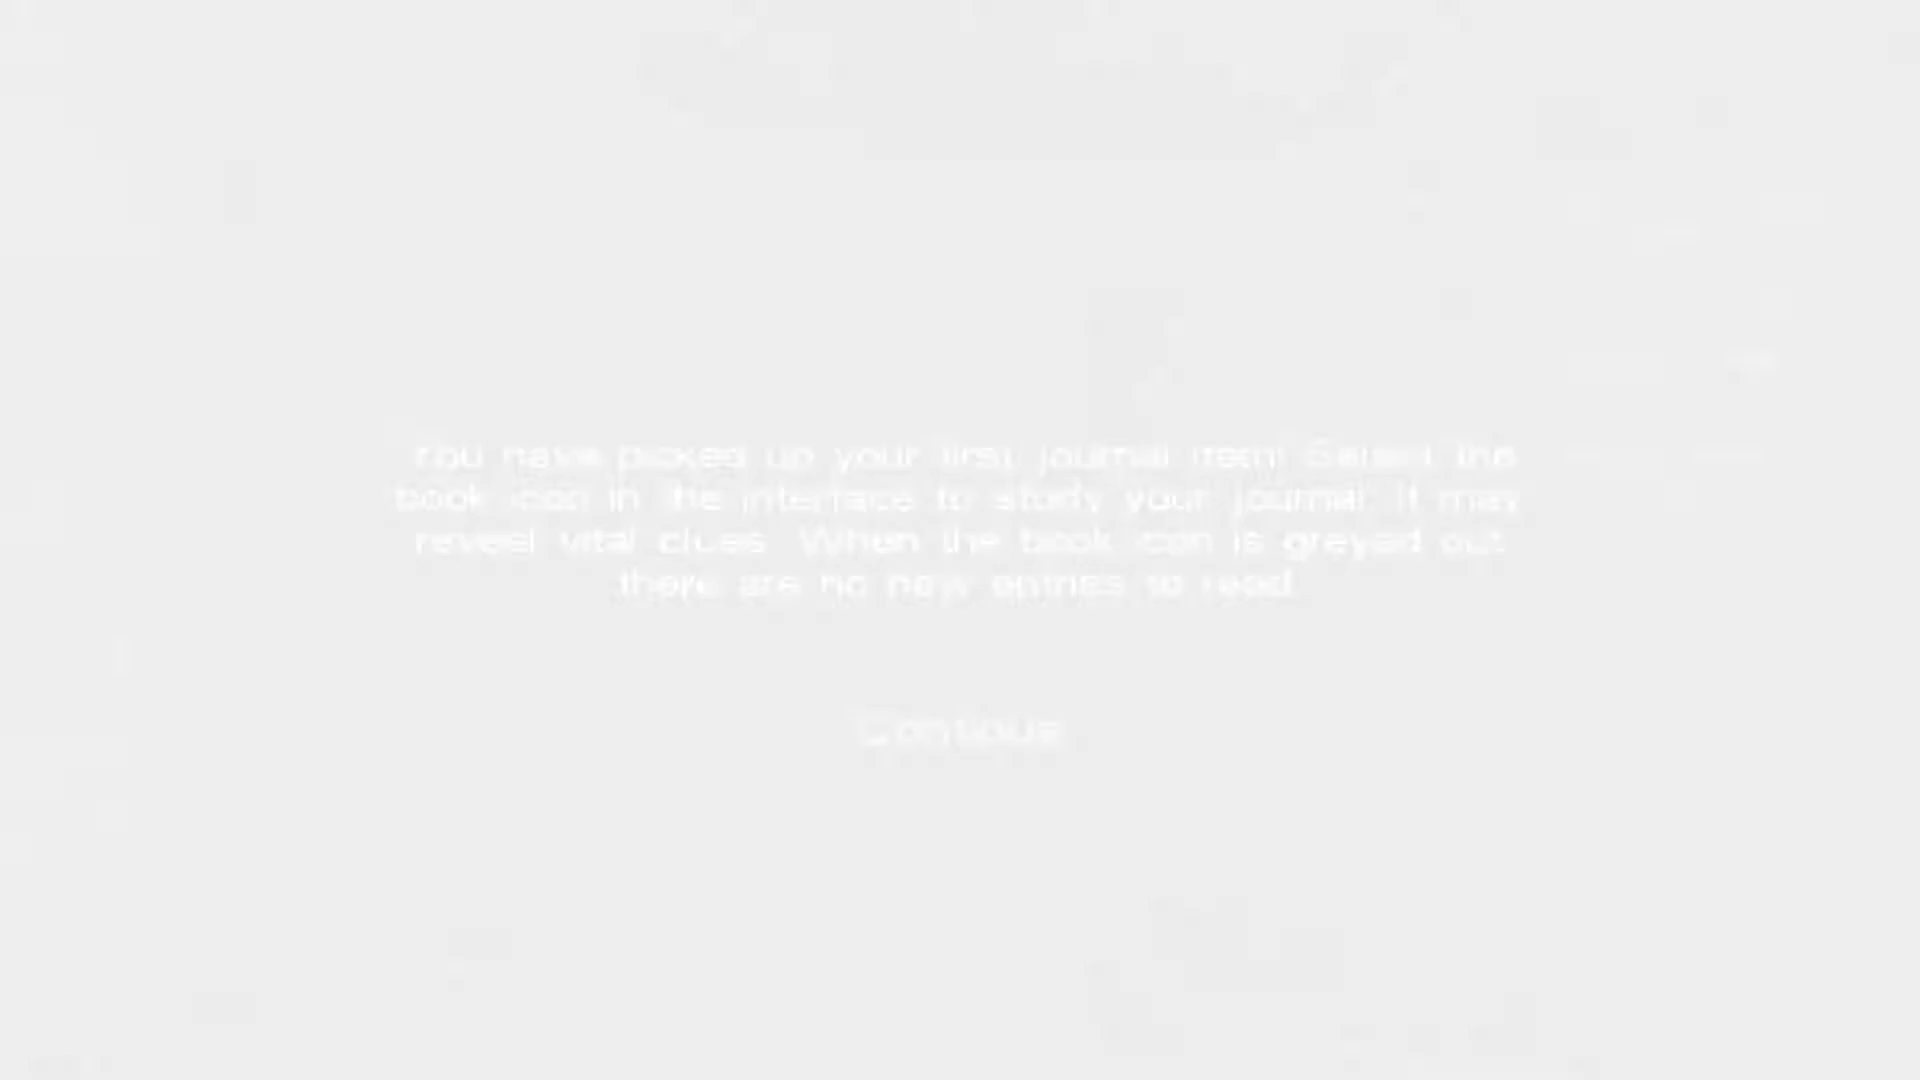 You have picked up your first journal item! Select the
book icon in the interface to study your journal. It may
reveal vital clues. When the book icon is greyed out
there are no new entries to read.
Continue